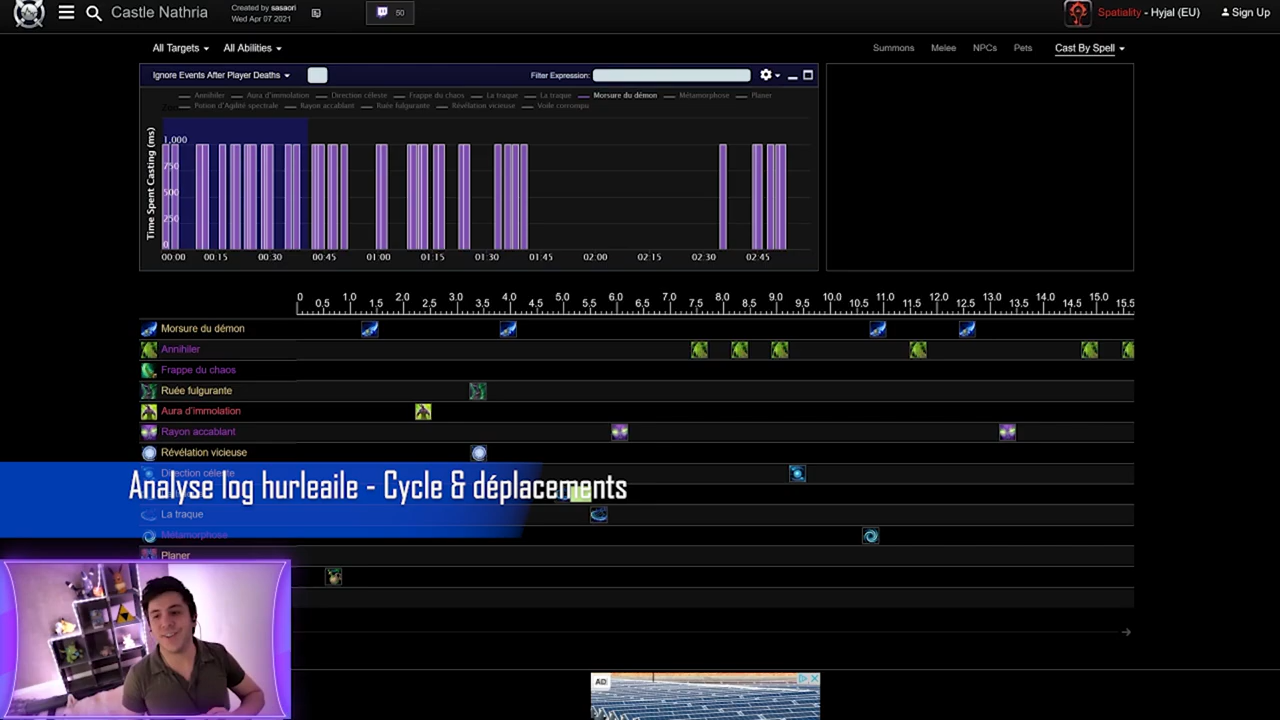 Castle Nathria
Created by sasaori
Wed Apr 07 2021
50
Spatiality - Hyjal (EU)
Sign Up
All Targets
All Abilities
Summons
Melee
NPCs
Pets
Cast By Spell
Ignore Events After Player Deaths
Filter Expression:
Annihiler
Aura d'immolation
Direction céleste
Frappe du chaos
La traque
La traque
Morsure du démon
Métamorphose
Planer
Potion d'Agilité spectrale
Rayon accablant
Ruée fulgurante
Révélation vicieuse
Voile corrompu
Time Spent Casting (ms)
1,000
750
500
250
0
00:00 00:15 00:30 00:45 01:00 01:15 01:30 01:45 02:00 02:15 02:30 02:45
0 1.0 2.0 3.0 4.0 5.0 6.0 7.0 8.0 9.0 10.0 11.0 12.0 13.0 14.0 15.0
0.5 1.5 2.5 3.5 4.5 5.5 6.5 7.5 8.5 9.5 10.5 11.5 12.5 13.5 14.5 15.5
Morsure du démon
Annihiler
Frappe du chaos
Ruée fulgurante
Aura d'immolation
Rayon accablant
Révélation vicieuse
Direction céleste
Analyse log hurleaile - Cycle & déplacements
La traque
Métamorphose
Planer
AD